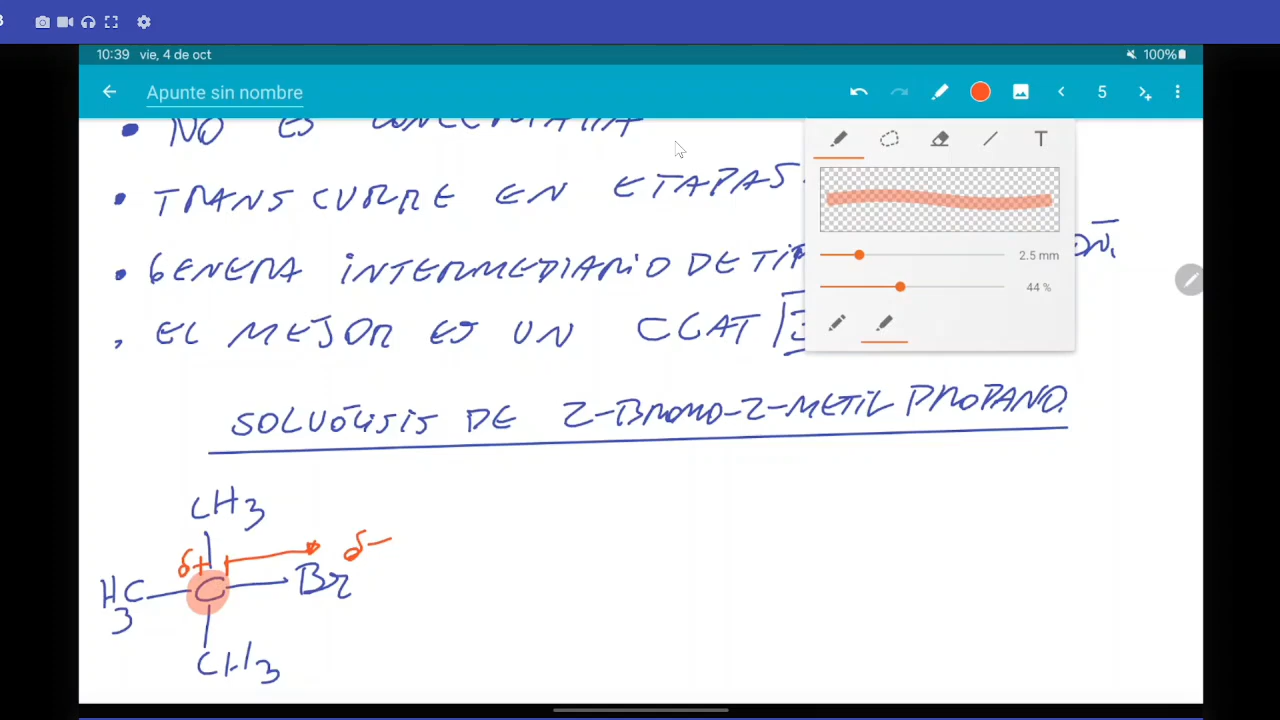 10:39 vie, 4 de oct 100%
Apunte sin nombre 5
• NO ES
• TRANSCURRE EN ETAPAS
• GENERA INTERMEDIARIO DE
• EL MEJOR ES UN
2.5 mm
44 %
T
SOLVÓLISIS DE 2-BROMO-2-METIL PROPANO.
CH3
δ+ δ-
H3C C Br
CH3